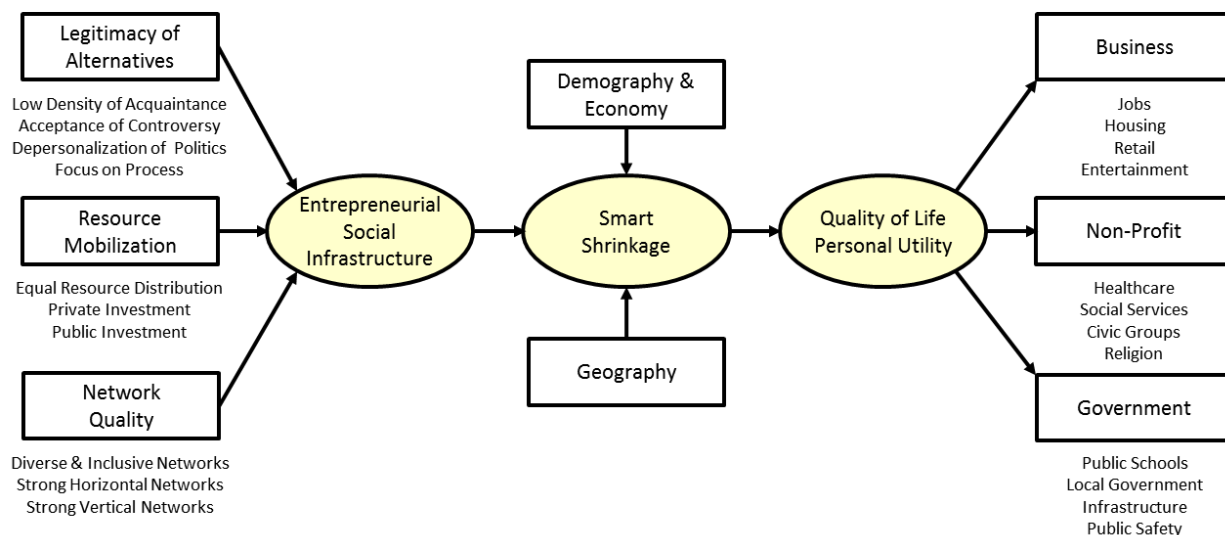 Legitimacy of
Alternatives
Low Density of Acquaintance
Acceptance of Controversy
Depersonalization of Politics
Focus on Process
Resource
Mobilization
Equal Resource Distribution
Private Investment
Public Investment
Network
Quality
Diverse & Inclusive Networks
Strong Horizontal Networks
Strong Vertical Networks
Entrepreneurial
Social
Infrastructure
Demography &
Economy
Smart
Shrinkage
Geography
Quality of Life
Personal Utility
Business
Jobs
Housing
Retail
Entertainment
Non-Profit
Healthcare
Social Services
Civic Groups
Religion
Government
Public Schools
Local Government
Infrastructure
Public Safety